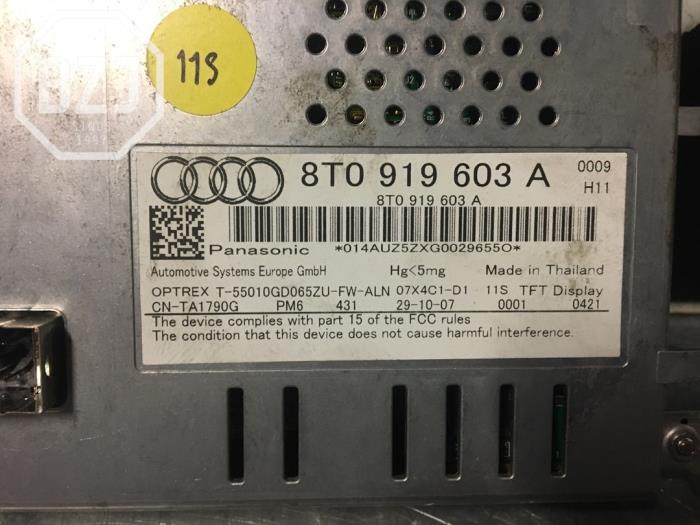 11S
8T0 919 603 A
0009
H11
8T0 919 603 A
Panasonic *014AUZ5ZXG0029655O*
Automotive Systems Europe GmbH Hg<5mg Made in Thailand
OPTREX T-55010GD065ZU-FW-ALN 07X4C1-D1 11S TFT Display
CN-TA1790G PM6 431 29-10-07 0001 0421
The device complies with part 15 of the FCC rules
The condition that this device does not cause harmful interference.